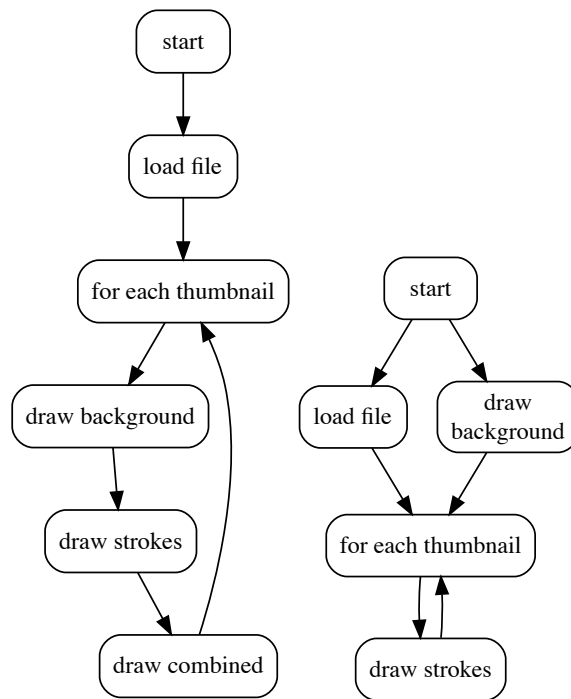 start
load file
for each thumbnail
draw background
draw strokes
draw combined
start
load file
draw
background
for each thumbnail
draw strokes